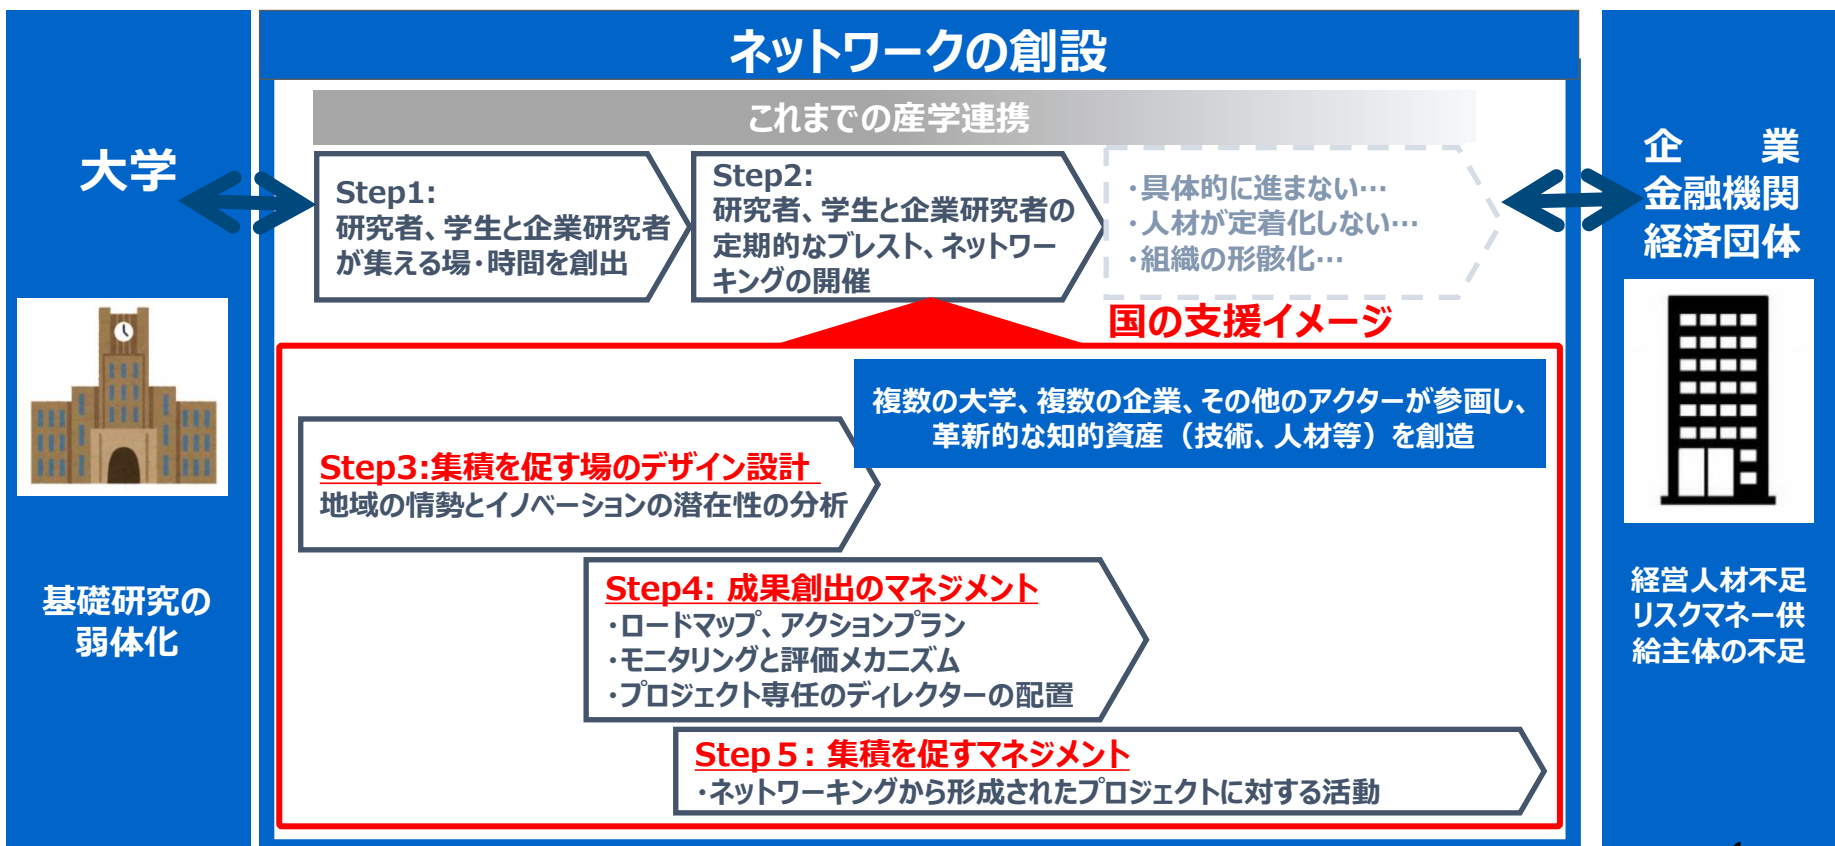 ネットワークの創設
これまでの産学連携
大学
Step1:
研究者、学生と企業研究者
が集える場・時間を創出
Step2:
研究者、学生と企業研究者の
定期的なブレスト、ネットワー
キングの開催
・具体的に進まない…
・人材が定着化しない…
・組織の形骸化…
企　業
金融機関
経済団体
国の支援イメージ
複数の大学、複数の企業、その他のアクターが参画し、
革新的な知的資産（技術、人材等）を創造
Step3:集積を促す場のデザイン設計
地域の情勢とイノベーションの潜在性の分析
Step4: 成果創出のマネジメント
・ロードマップ、アクションプラン
・モニタリングと評価メカニズム
・プロジェクト専任のディレクターの配置
Step５: 集積を促すマネジメント
・ネットワーキングから形成されたプロジェクトに対する活動
基礎研究の
弱体化
経営人材不足
リスクマネー供
給主体の不足